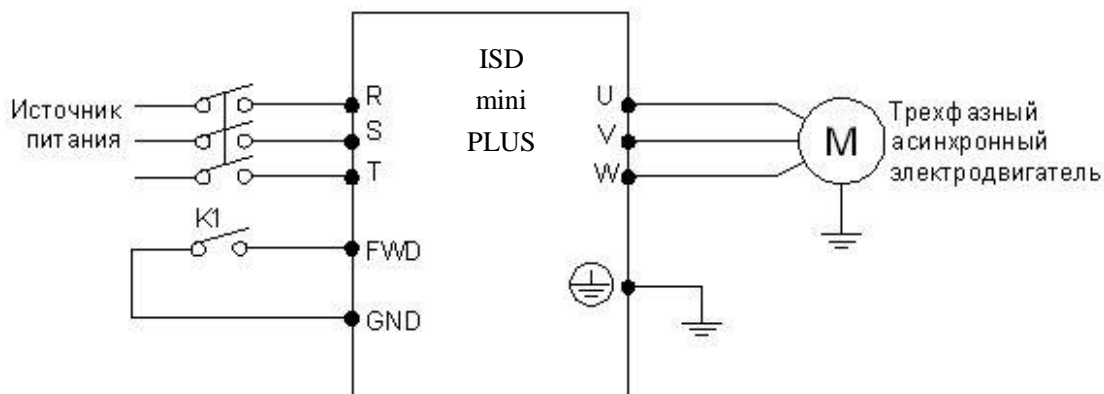 ISD
mini
PLUS
Источник
питания
R
S
T
K1
FWD
GND
U
V
W
M
Трехфазный
асинхронный
электродвигатель